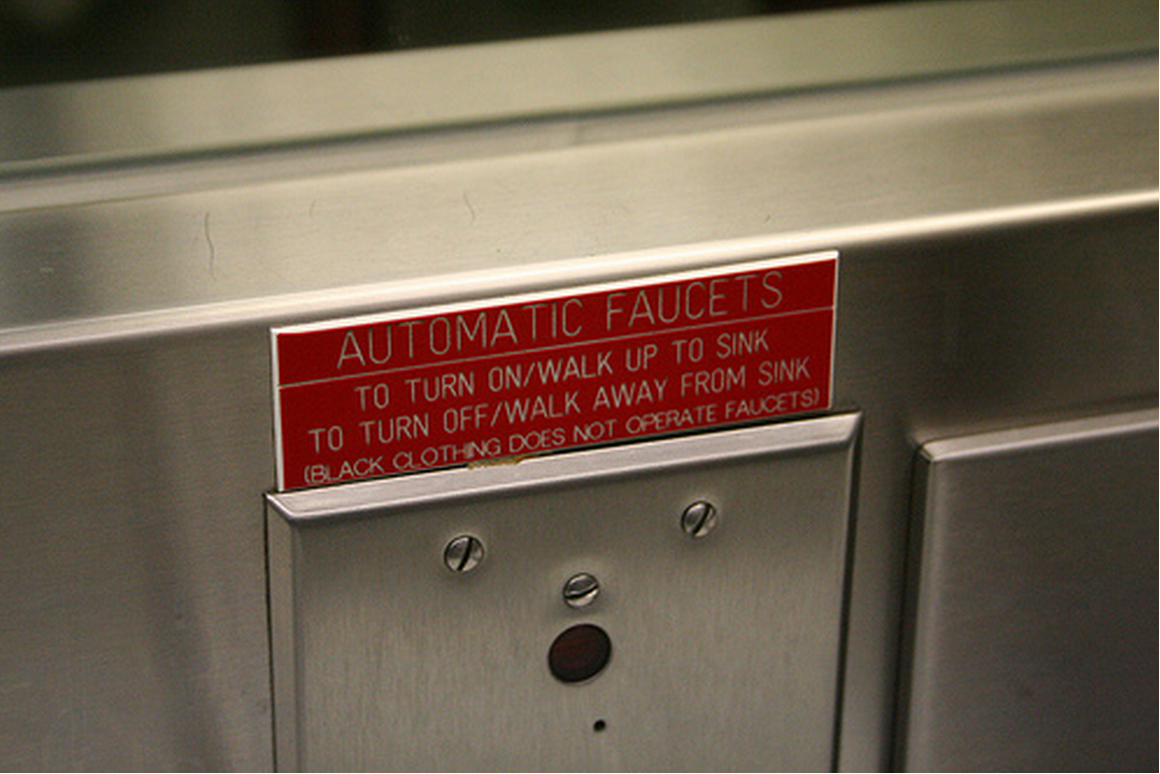 AUTOMATIC FAUCETS
TO TURN ON/WALK UP TO SINK
TO TURN OFF/WALK AWAY FROM SINK
(BLACK CLOTHING DOES NOT OPERATE FAUCETS)